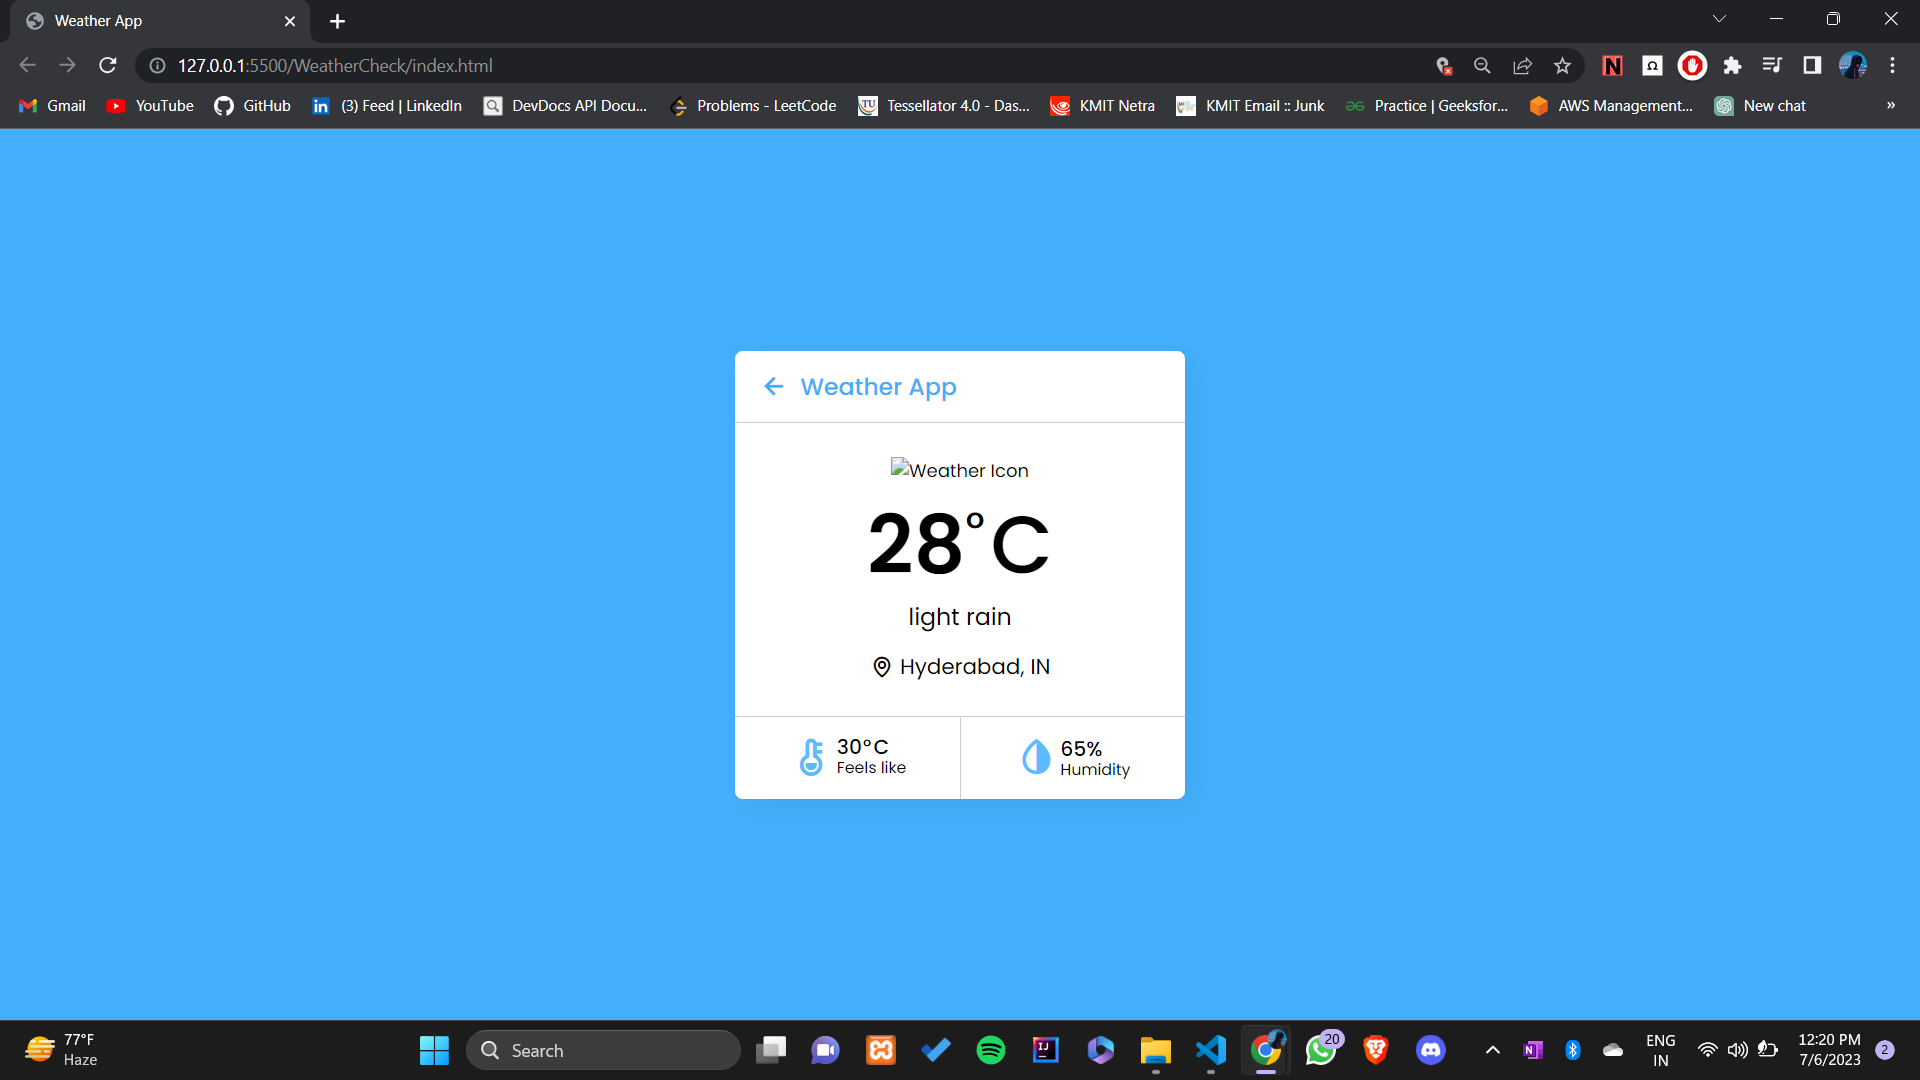 Weather App
127.0.0.1:5500/WeatherCheck/index.html
Gmail YouTube GitHub (3) Feed | LinkedIn DevDocs API Docu... Problems - LeetCode Tessellator 4.0 - Das... KMIT Netra KMIT Email :: Junk Practice | Geeksfor... AWS Management... New chat »
Weather App
Weather Icon
28°C
light rain
Hyderabad, IN
30°C
Feels like
65%
Humidity
77°F
Haze
Search
20
ENG
IN
12:20 PM
7/6/2023
2